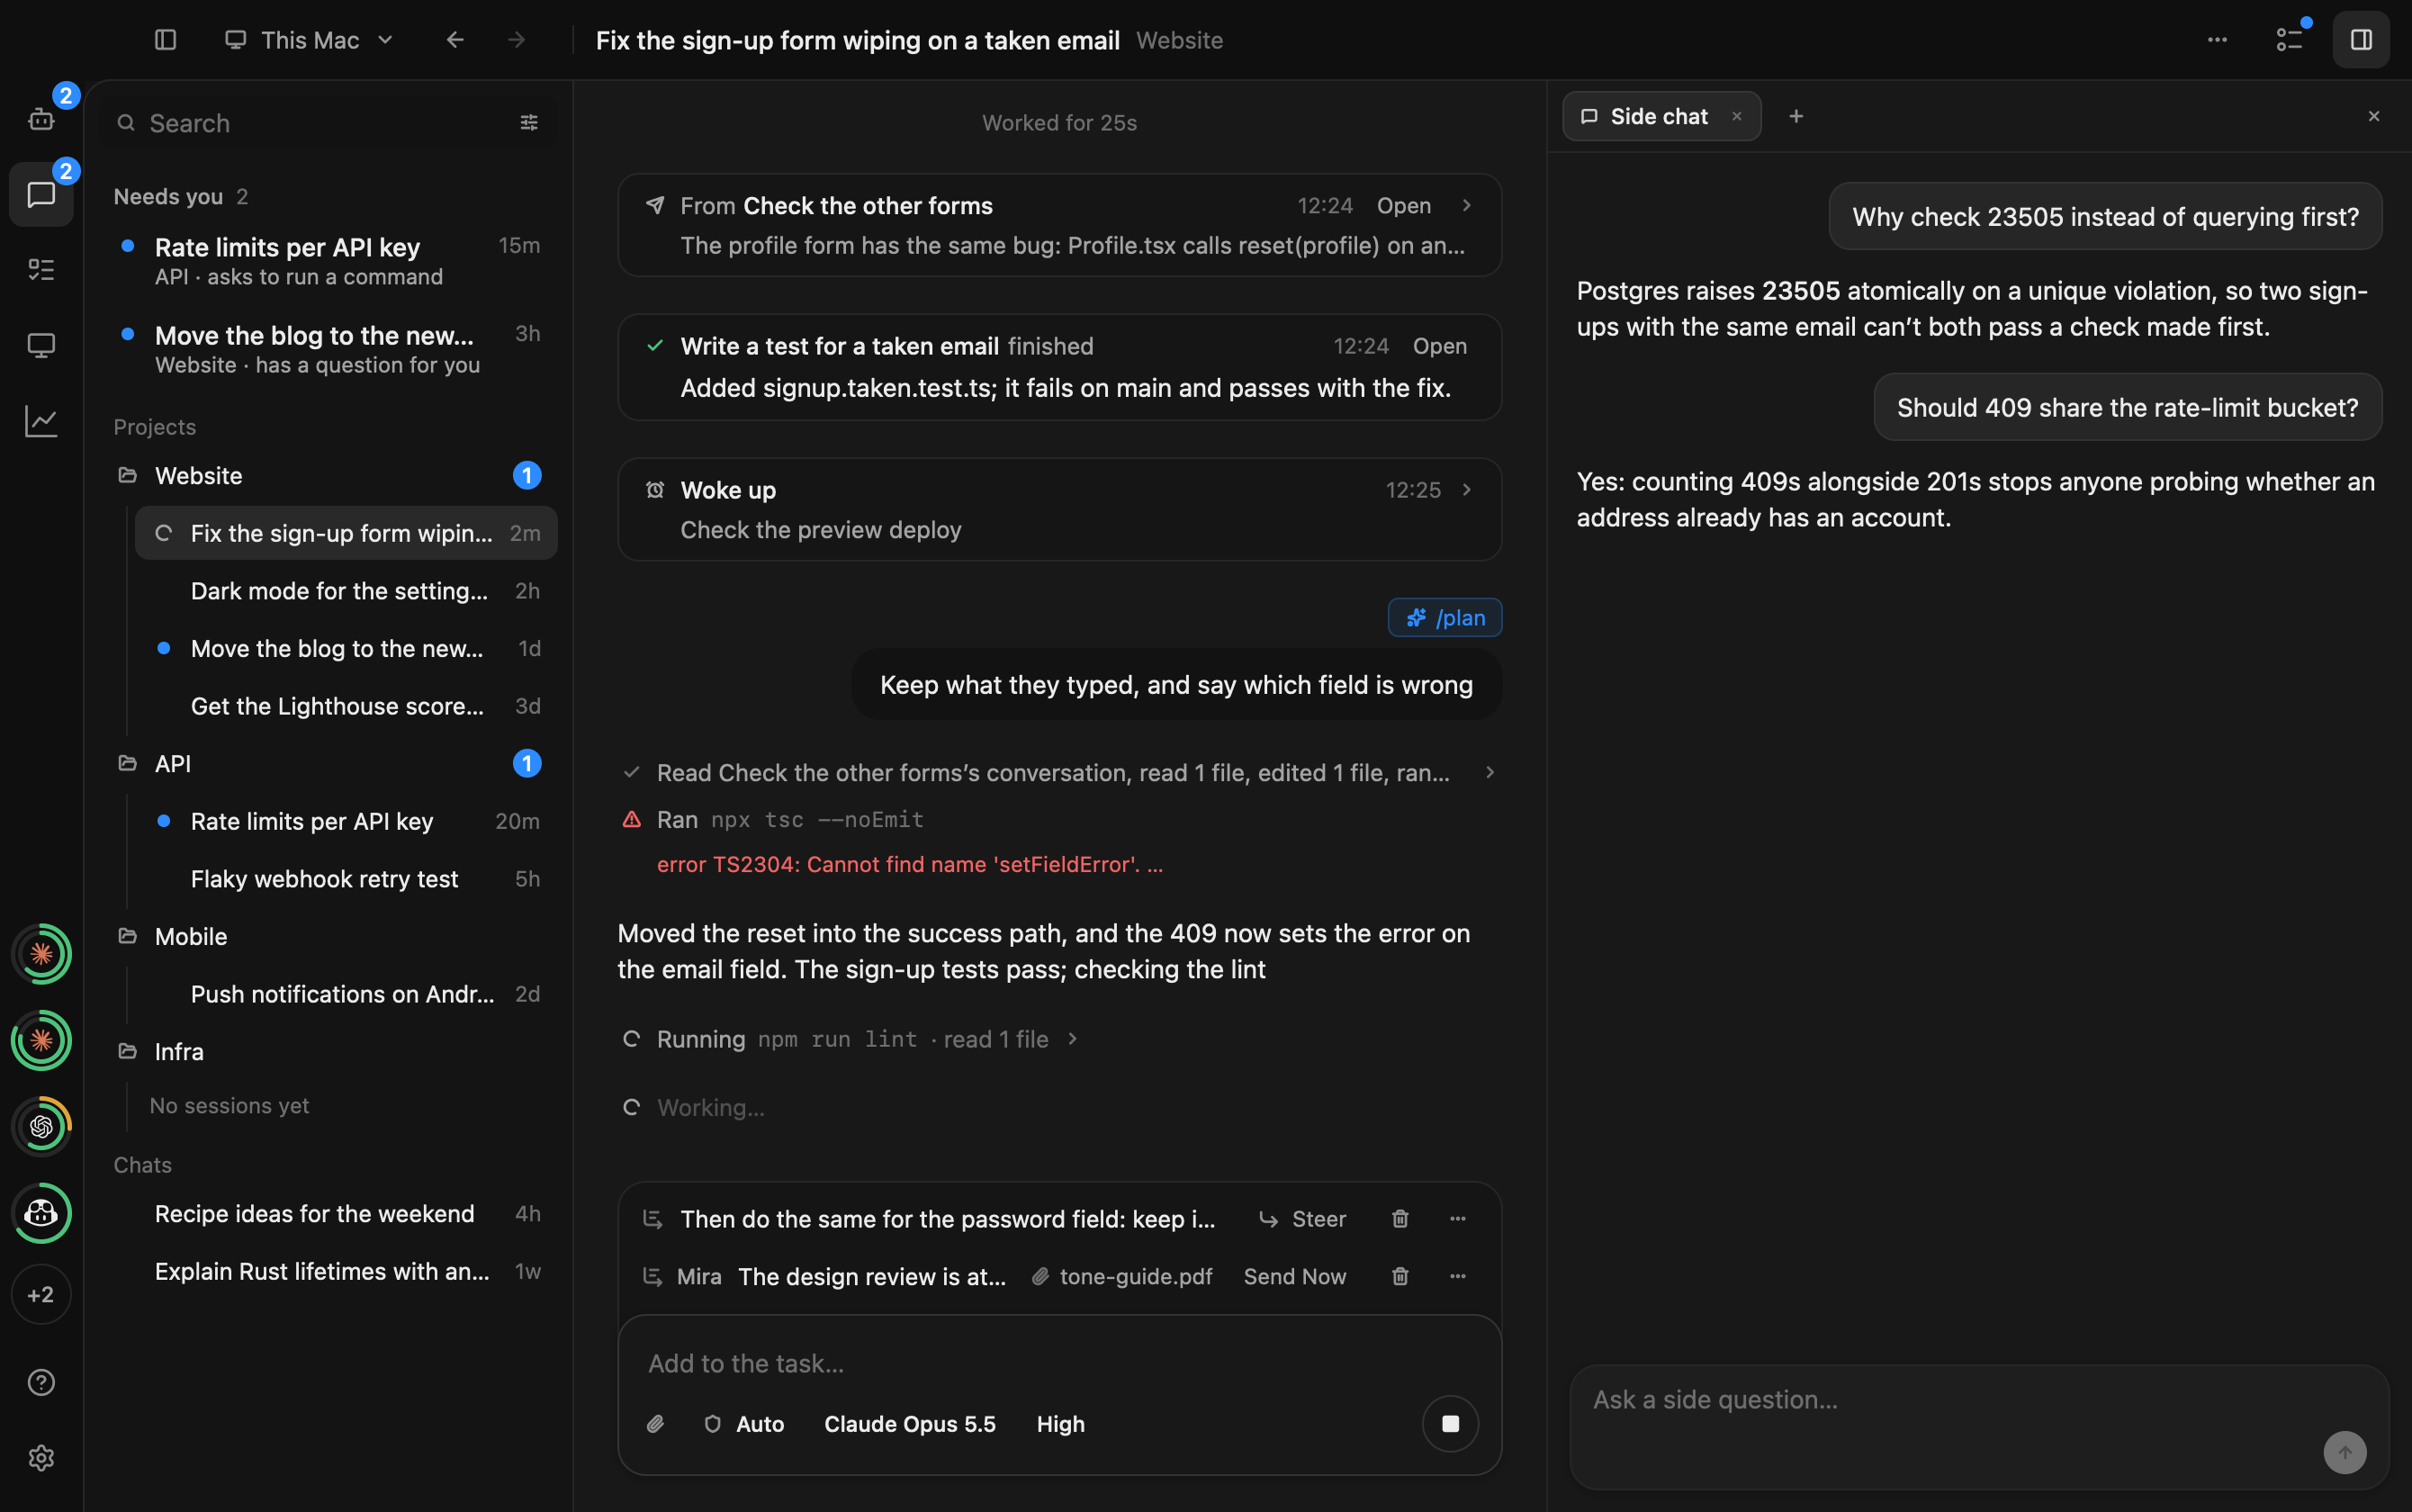 This Mac
Fix the sign-up form wiping on a taken email Website
2
2
+2
Search
Needs you 2
Rate limits per API key 15m
API · asks to run a command
Move the blog to the new... 3h
Website · has a question for you
Projects
Website 1
Fix the sign-up form wipin... 2m
Dark mode for the setting... 2h
Move the blog to the new... 1d
Get the Lighthouse score... 3d
API 1
Rate limits per API key 20m
Flaky webhook retry test 5h
Mobile
Push notifications on Andr... 2d
Infra
No sessions yet
Chats
Recipe ideas for the weekend 4h
Explain Rust lifetimes with an... 1w
Worked for 25s
From Check the other forms 12:24 Open
The profile form has the same bug: Profile.tsx calls reset(profile) on an...
Write a test for a taken email finished 12:24 Open
Added signup.taken.test.ts; it fails on main and passes with the fix.
Woke up 12:25
Check the preview deploy
/plan
Keep what they typed, and say which field is wrong
Read Check the other forms’s conversation, read 1 file, edited 1 file, ran...
Ran npx tsc --noEmit
error TS2304: Cannot find name 'setFieldError'. ...
Moved the reset into the success path, and the 409 now sets the error on
the email field. The sign-up tests pass; checking the lint
Running npm run lint · read 1 file
Working...
Then do the same for the password field: keep i... Steer
Mira The design review is at... tone-guide.pdf Send Now
Add to the task...
Auto Claude Opus 5.5 High
Side chat
Why check 23505 instead of querying first?
Postgres raises 23505 atomically on a unique violation, so two sign-
ups with the same email can’t both pass a check made first.
Should 409 share the rate-limit bucket?
Yes: counting 409s alongside 201s stops anyone probing whether an
address already has an account.
Ask a side question...